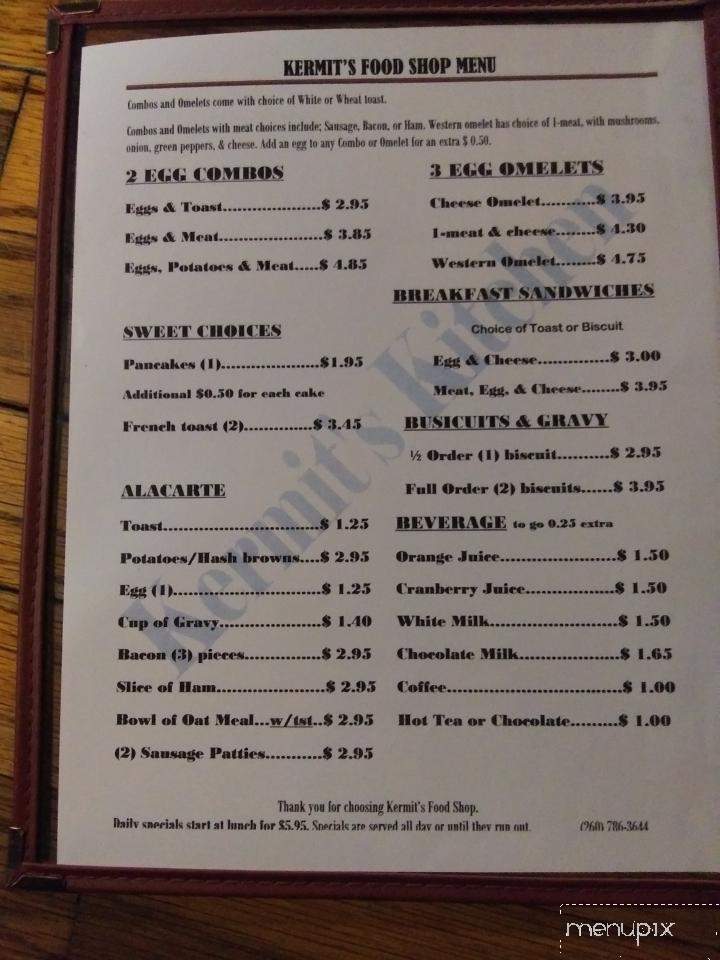 KERMIT'S FOOD SHOP MENU
Combos and Omelets come with choice of White or Wheat toast.
Combos and Omelets with meat choices include; Sausage, Bacon, or Ham. Western omelet has choice of 1-meat, with mushrooms,
onion, green peppers, & cheese. Add an egg to any Combo or Omelet for an extra $ 0.50.
2 EGG COMBOS
Eggs & Toast.....................$ 2.95
Eggs & Meat......................$ 3.85
Eggs, Potatoes & Meat.....$ 4.85
SWEET CHOICES
Pancakes (1).....................$1.95
Additional $0.50 for each cake
French toast (2)..............$ 3.45
ALACARTE
Toast.................................$ 1.25
Potatoes/Hash browns....$ 2.95
Egg (1)...............................$ 1.25
Cup of Gravy.....................$ 1.40
Bacon (3) pieces................$ 2.95
Slice of Ham.......................$ 2.95
Bowl of Oat Meal...w/tst..$ 2.95
(2) Sausage Patties............$ 2.95
3 EGG OMELETS
Cheese Omelet...........$ 3.95
1-meat & cheese........$ 4.30
Western Omelet........$ 4.75
BREAKFAST SANDWICHES
Choice of Toast or Biscuit
Egg & Cheese...............$ 3.00
Meat, Egg, & Cheese........$ 3.95
BUSICUITS & GRAVY
½ Order (1) biscuit...........$ 2.95
Full Order (2) biscuits......$ 3.95
BEVERAGE to go 0.25 extra
Orange Juice........................$ 1.50
Cranberry Juice...................$ 1.50
White Milk...........................$ 1.50
Chocolate Milk.....................$ 1.65
Coffee....................................$ 1.00
Hot Tea or Chocolate..........$ 1.00
Kermit's Kitchen
Thank you for choosing Kermit's Food Shop.
Daily specials start at lunch for $5.95. Specials are served all day or until they run out. (260) 786-3644
menupix